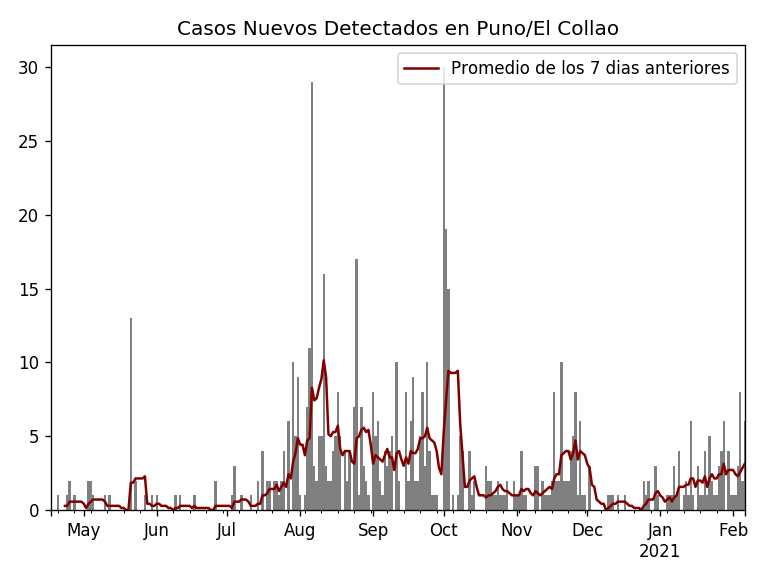 Casos Nuevos Detectados en Puno/El Collao
Promedio de los 7 dias anteriores
30
25
20
15
10
5
0
May Jun Jul Aug Sep Oct Nov Dec Jan Feb
2021